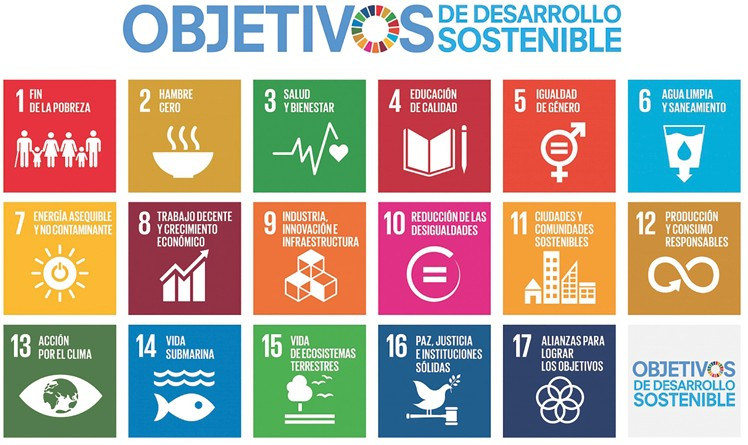 OBJETIVOS DE DESARROLLO SOSTENIBLE
1 FIN
DE LA POBREZA
2 HAMBRE
CERO
3 SALUD
Y BIENESTAR
4 EDUCACIÓN
DE CALIDAD
5 IGUALDAD
DE GÉNERO
6 AGUA LIMPIA
Y SANEAMIENTO
7 ENERGÍA ASEQUIBLE
Y NO CONTAMINANTE
8 TRABAJO DECENTE
Y CRECIMIENTO
ECONÓMICO
9 INDUSTRIA,
INNOVACIÓN E
INFRAESTRUCTURA
10 REDUCCIÓN DE LAS
DESIGUALDADES
11 CIUDADES Y
COMUNIDADES
SOSTENIBLES
12 PRODUCCIÓN
Y CONSUMO
RESPONSABLES
13 ACCIÓN
POR EL CLIMA
14 VIDA
SUBMARINA
15 VIDA
DE ECOSISTEMAS
TERRESTRES
16 PAZ, JUSTICIA
E INSTITUCIONES
SÓLIDAS
17 ALIANZAS PARA
LOGRAR
LOS OBJETIVOS
OBJETIVOS
DE DESARROLLO
SOSTENIBLE